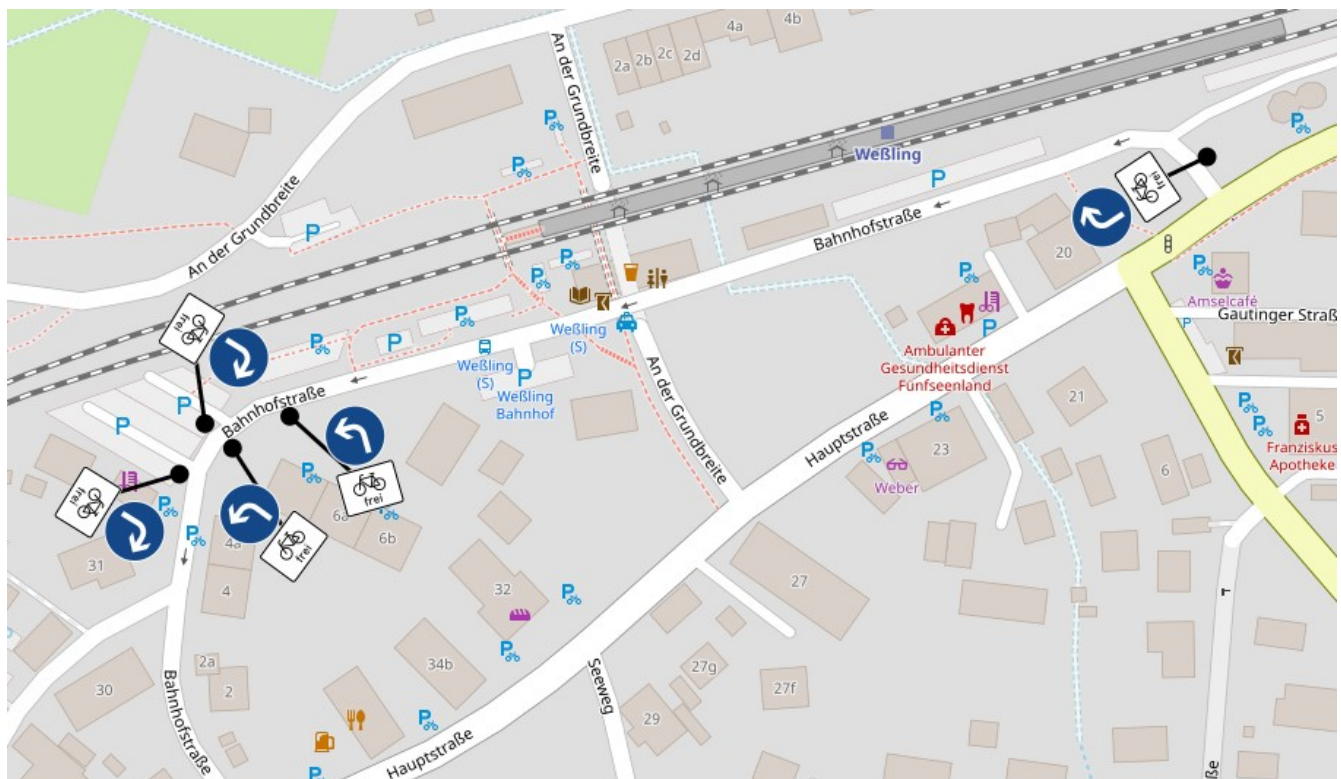 4a
4b
2c
2d
2b
2a
An der Grundbreite
P
P
Weßling
P
frei
An der Grundbreite
P
Bahnhofstraße
20
P
P
P
P
P
Amselcafé
Gautinger Straß
P
P
P
frei
P
P
P
Weßling
(S)
Weßling
(S)
P
Ambulanter
Gesundheitsdienst
Fünfseenland
P
Weßling
Bahnhof
An der Grundbreite
Bahnhofstraße
P
P
21
P
P
P
5
Hauptstraße
23
P
Franziskus
Apotheke
Weber
6
P
frei
P
frei
6a
P
6b
P
4a
frei
31
4
32
27
P
P
34b
2a
2
30
27g
27f
29
Seeweg
P
Bahnhofstraße
Hauptstraße
P
ße